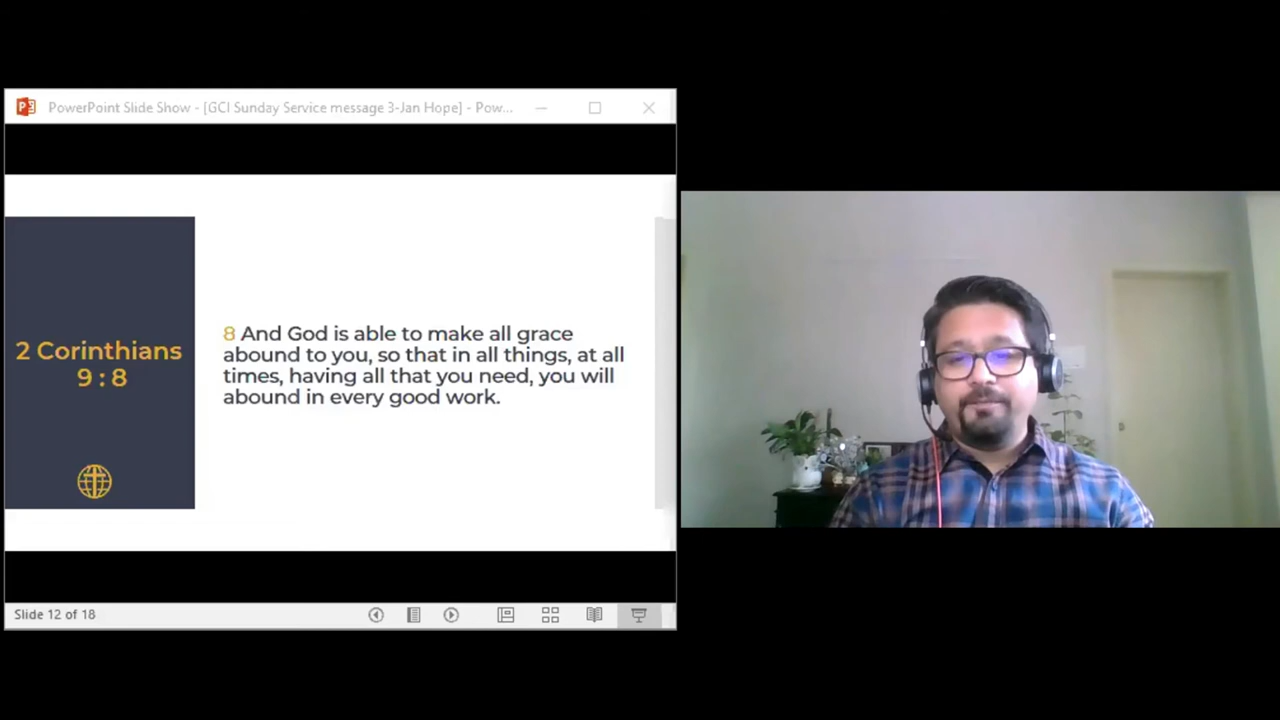 PowerPoint Slide Show - [GCI Sunday Service message 3-Jan Hope] - Pow...
2 Corinthians
9 : 8
8 And God is able to make all grace
abound to you, so that in all things, at all
times, having all that you need, you will
abound in every good work.
Slide 12 of 18